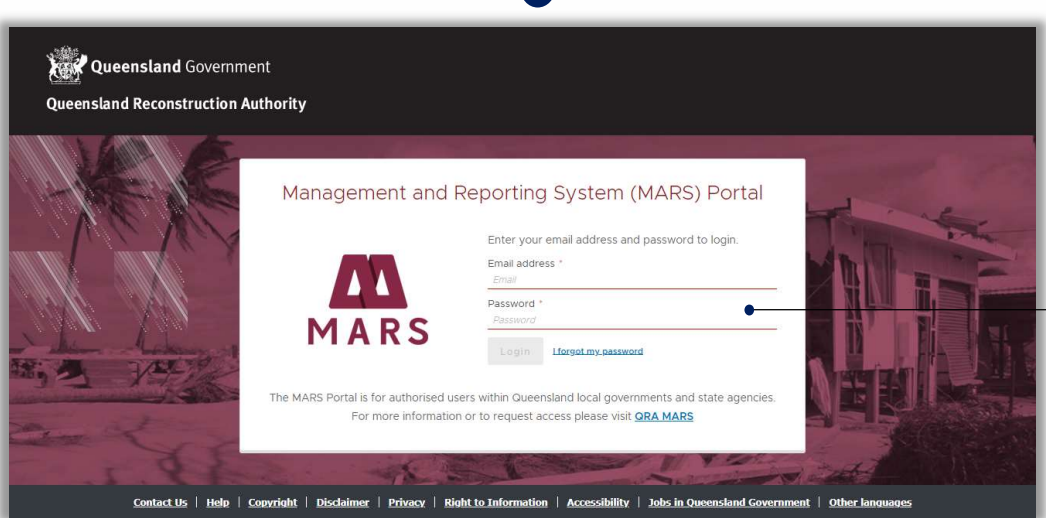 Queensland Government
Queensland Reconstruction Authority
Management and Reporting System (MARS) Portal
MARS
Enter your email address and password to login.
Email address *
Email
Password *
Password
Login I forgot my password
The MARS Portal is for authorised users within Queensland local governments and state agencies.
For more information or to request access please visit QRA MARS
Contact Us | Help | Copyright | Disclaimer | Privacy | Right to Information | Accessibility | Jobs in Queensland Government | Other languages